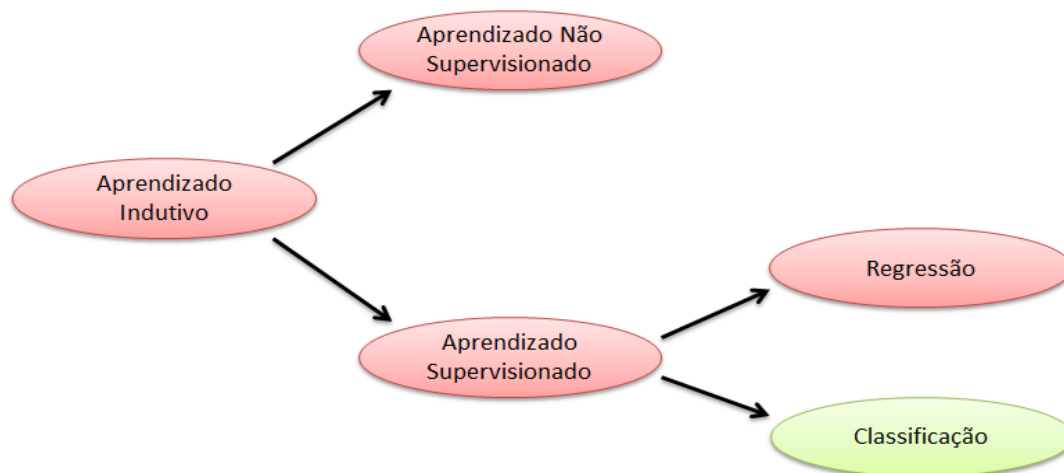 Aprendizado Não
Supervisionado
Aprendizado
Indutivo
Regressão
Aprendizado
Supervisionado
Classificação